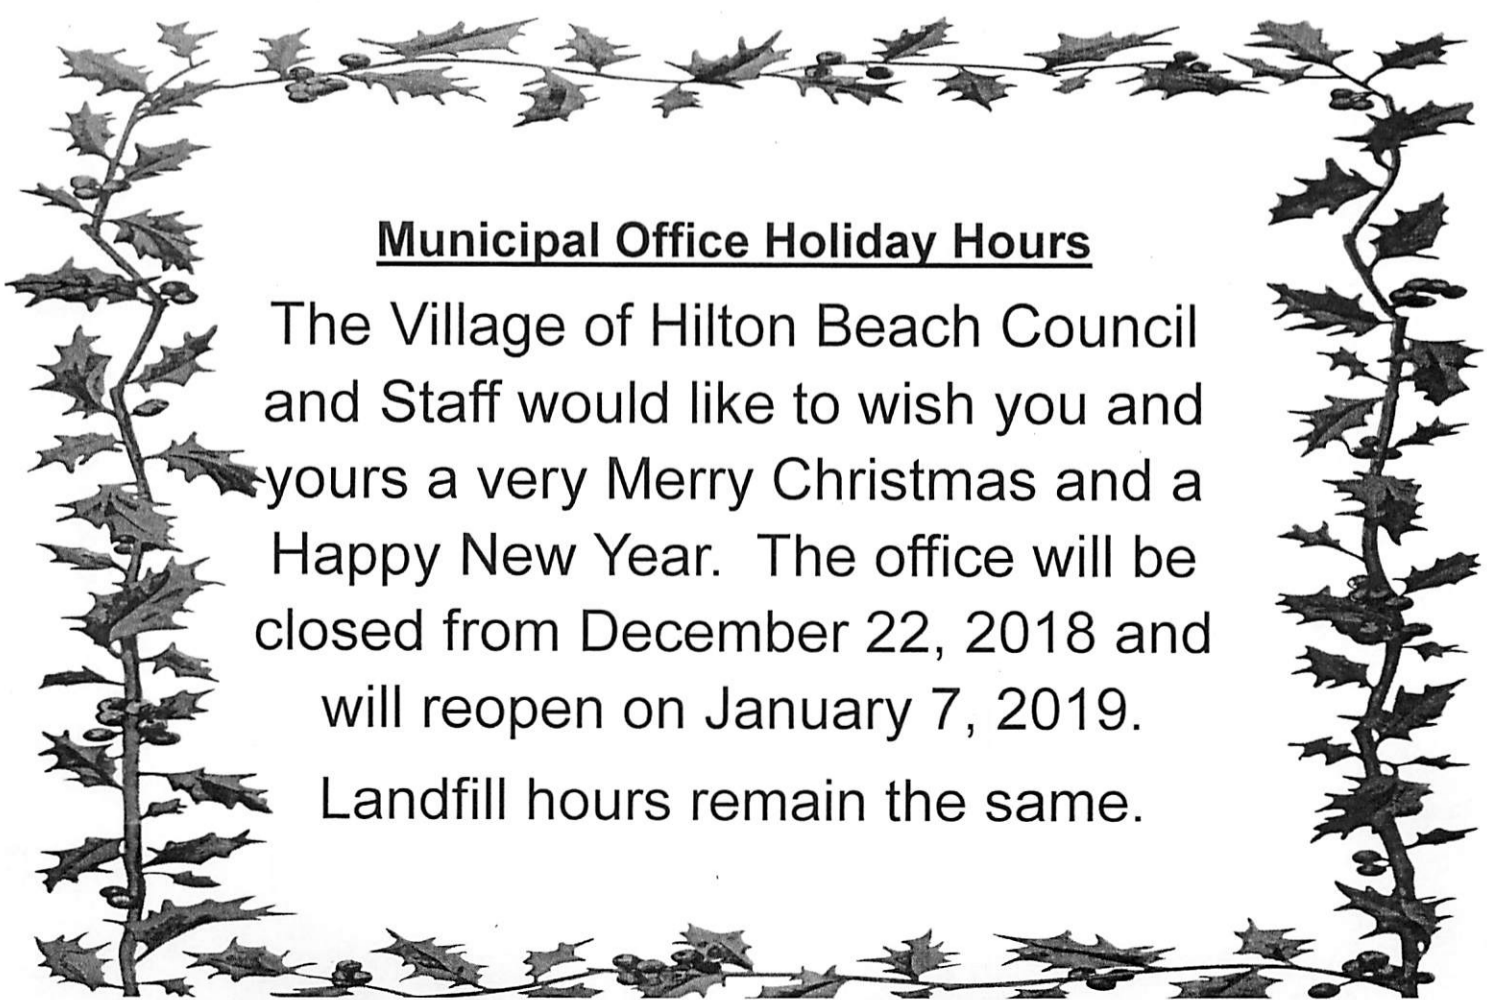 Municipal Office Holiday Hours
The Village of Hilton Beach Council
and Staff would like to wish you and
yours a very Merry Christmas and a
Happy New Year.  The office will be
closed from December 22, 2018 and
will reopen on January 7, 2019.
Landfill hours remain the same.